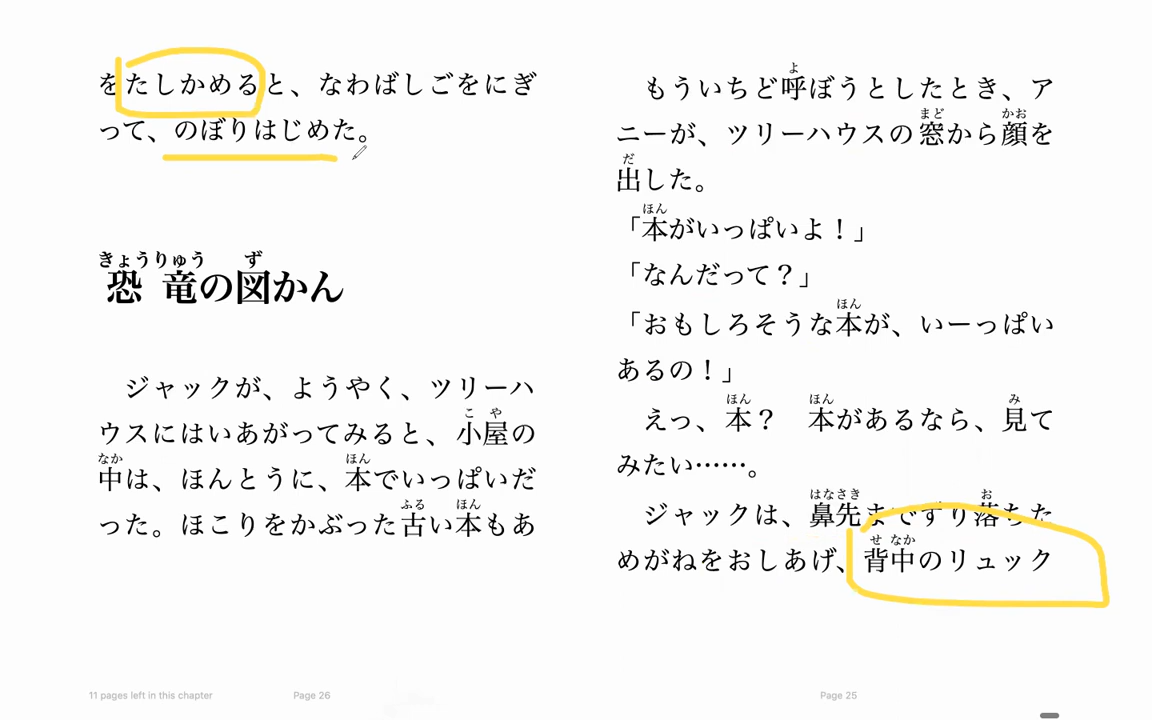 もういちど呼ぼうとしたとき、ア
ニーが、ツリーハウスの窓から顔を
出した。
「本がいっぱいよ！」
「なんだって？」
「おもしろそうな本が、いーっぱい
あるの！」
えっ、本？　本があるなら、見て
みたい……。
ジャックは、鼻先まですり落ちた
めがねをおしあげ、背中のリュック
Page 25
をたしかめると、なわばしごをにぎ
って、のぼりはじめた。
恐竜の図かん
ジャックが、ようやく、ツリーハ
ウスにはいあがってみると、小屋の
中は、ほんとうに、本でいっぱいだ
った。ほこりをかぶった古い本もあ
11 pages left in this chapter
Page 26